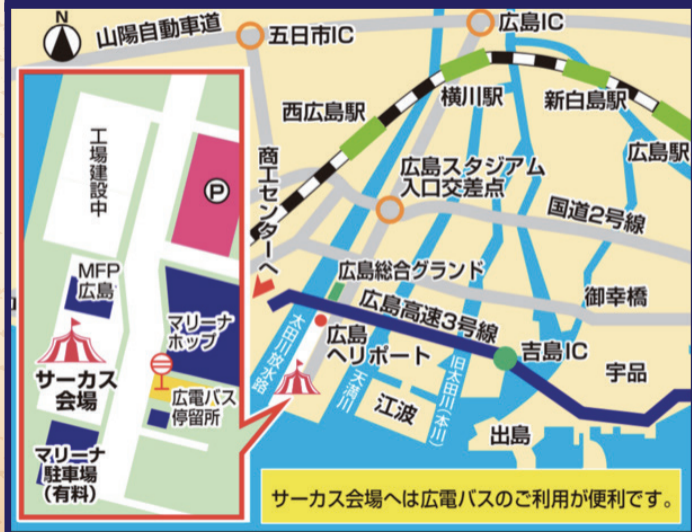 N
山陽自動車道
五日市IC
広島IC
横川駅
新白島駅
西広島駅
広島駅
工場建設中
P
商工センターへ
広島スタジアム
入口交差点
国道2号線
MFP
広島
広島総合グランド
御幸橋
マリーナ
ホップ
広島高速3号線
太田川放水路
広島
ヘリポート
吉島IC
サーカス
会場
広電バス
停留所
天満川
旧太田川(本川)
宇品
江波
出島
マリーナ
駐車場
(有料)
サーカス会場へは広電バスのご利用が便利です。